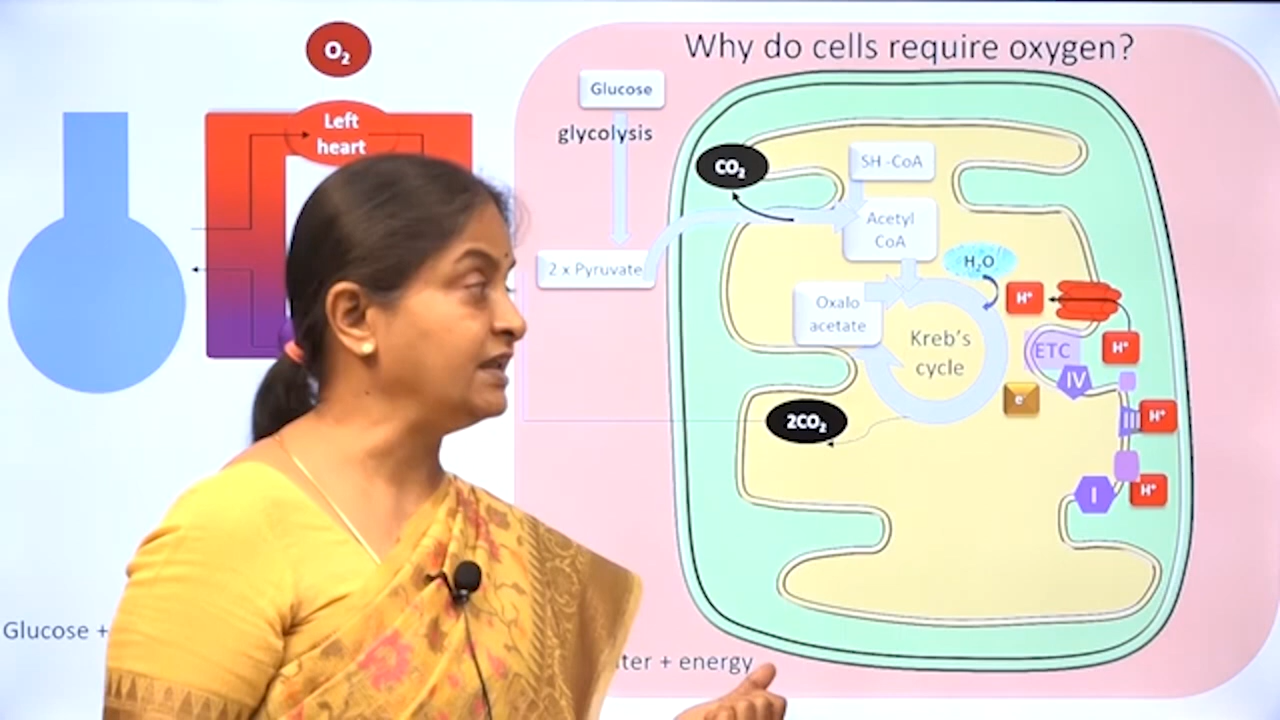 Why do cells require oxygen?
O₂
Left
heart
Glucose
glycolysis
2 x Pyruvate
CO₂
SH -CoA
Acetyl
CoA
H₂O
Oxalo
acetate
Kreb's
cycle
H⁺
H⁺
ETC
IV
e⁻
2CO₂
III
H⁺
I
H⁺
Glucose +
+ energy